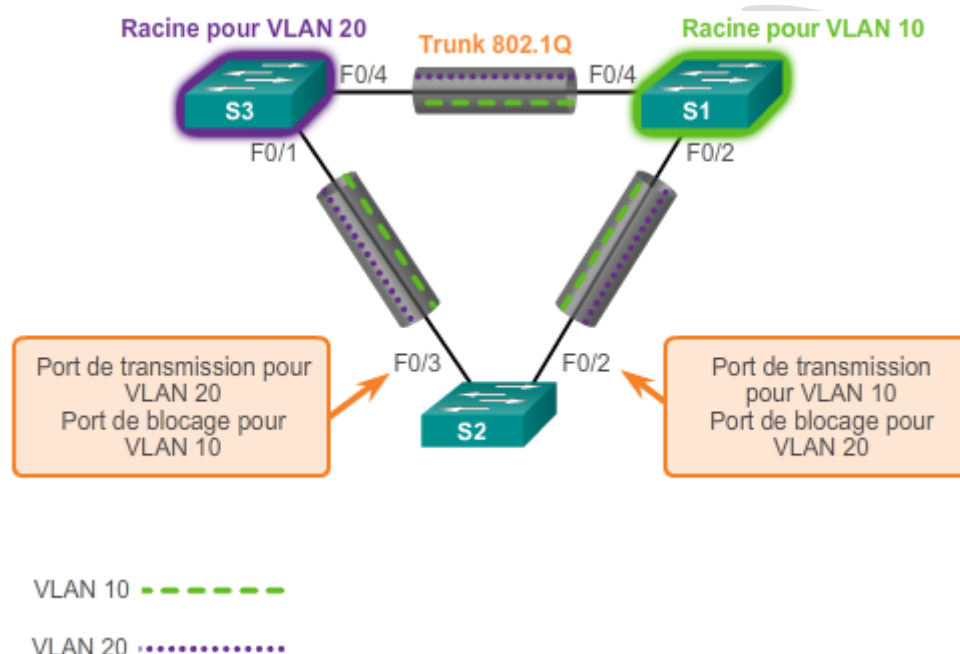 Racine pour VLAN 20
Racine pour VLAN 10
Trunk 802.1Q
F0/4
F0/4
S3
S1
F0/1
F0/2
F0/3
F0/2
S2
Port de transmission pour
VLAN 20
Port de blocage pour
VLAN 10
Port de transmission
pour VLAN 10
Port de blocage pour
VLAN 20
VLAN 10
VLAN 20